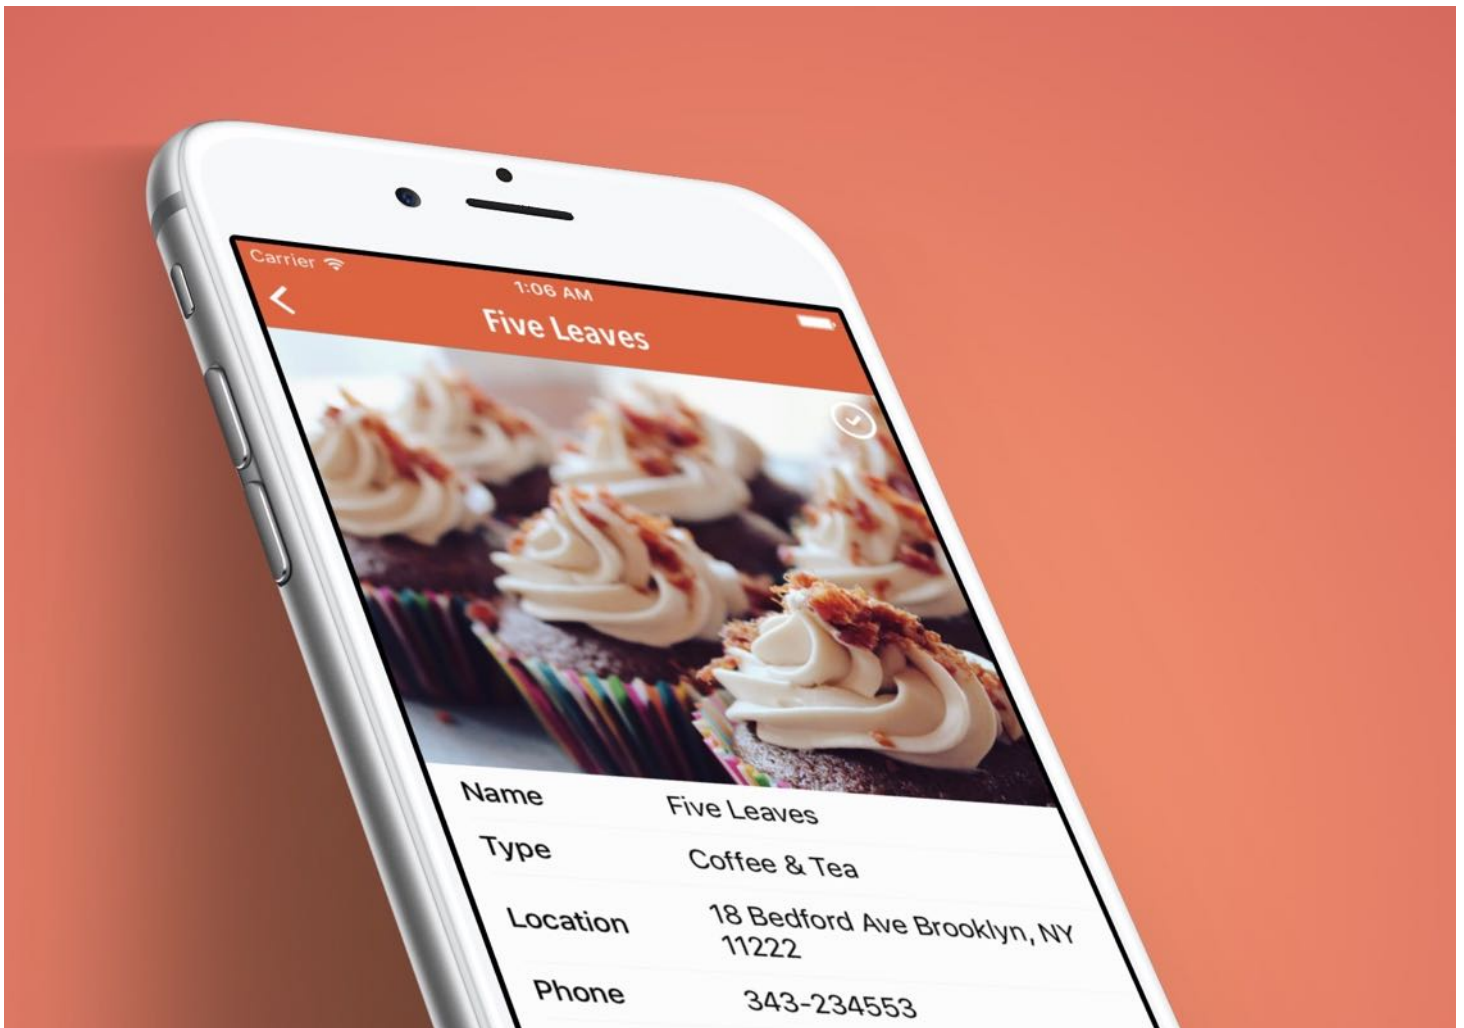 Carrier
1:06 AM
Five Leaves
Name
Five Leaves
Type
Coffee & Tea
Location
18 Bedford Ave Brooklyn, NY
11222
Phone
343-234553